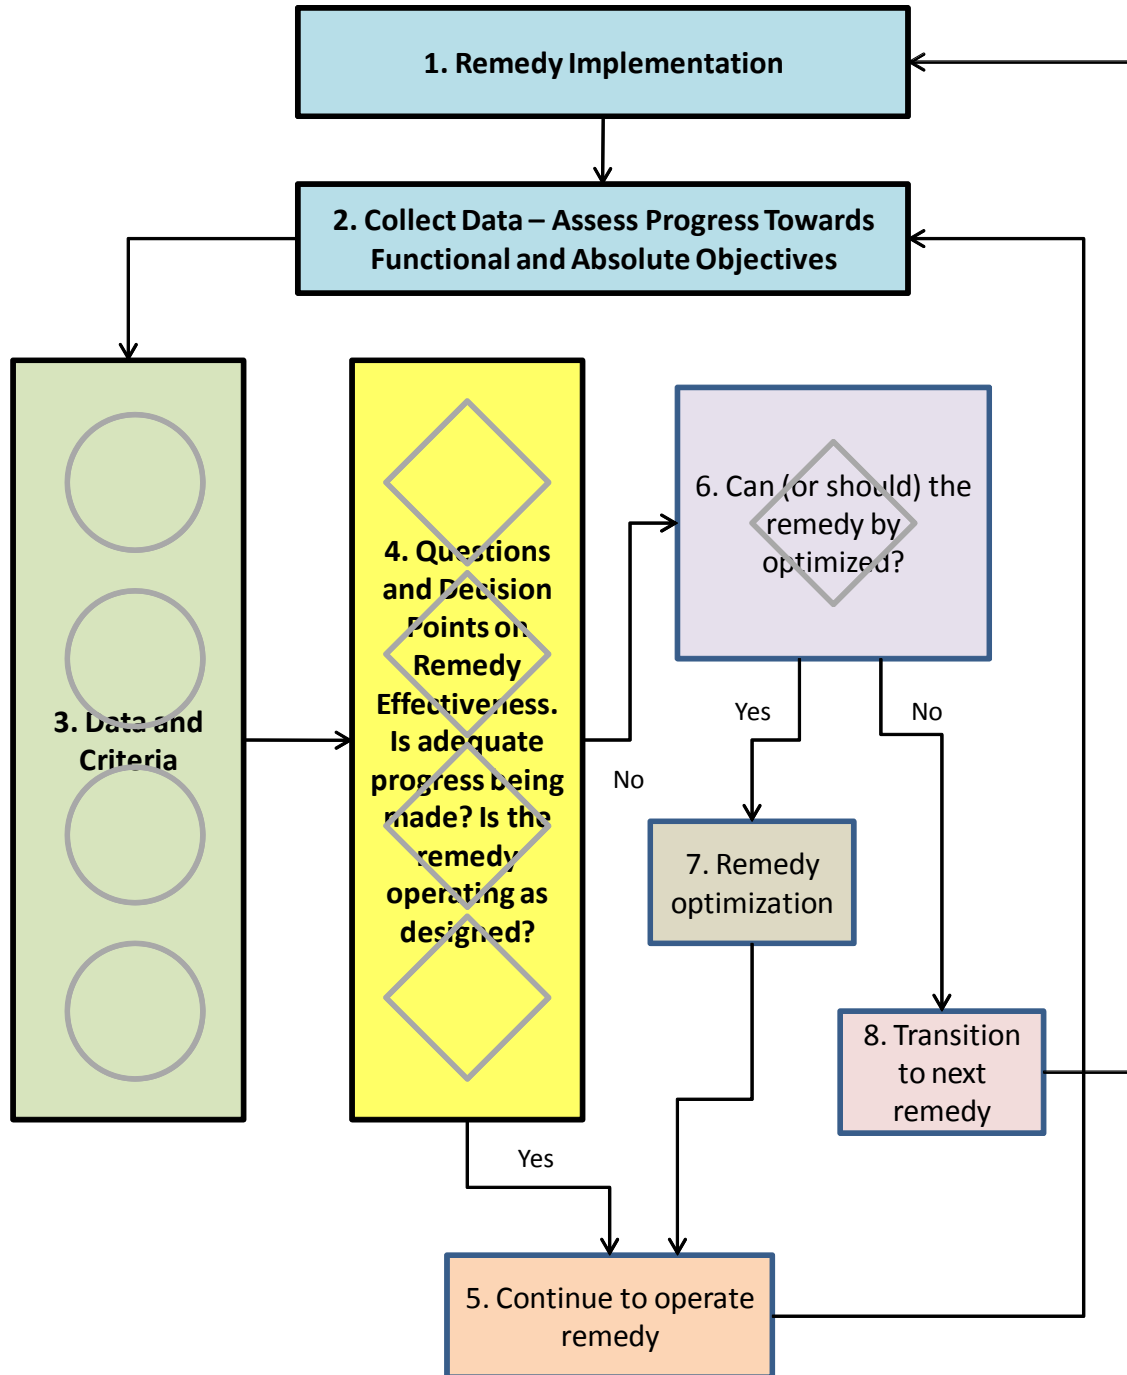 1. Remedy Implementation
2. Collect Data – Assess Progress Towards
Functional and Absolute Objectives
3. Data and
Criteria
4. Questions
and Decision
Points on
Remedy
Effectiveness.
Is adequate
progress being
made? Is the
remedy
operating as
designed?
No
Yes
6. Can (or should) the
remedy by
optimized?
Yes
No
7. Remedy
optimization
8. Transition
to next
remedy
5. Continue to operate
remedy